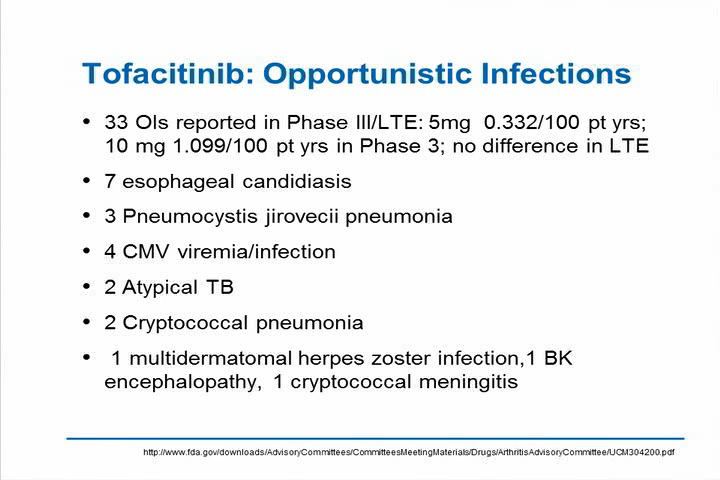 Tofacitinib: Opportunistic Infections
• 33 OIs reported in Phase III/LTE: 5mg  0.332/100 pt yrs;
10 mg 1.099/100 pt yrs in Phase 3; no difference in LTE
• 7 esophageal candidiasis
• 3 Pneumocystis jirovecii pneumonia
• 4 CMV viremia/infection
• 2 Atypical TB
• 2 Cryptococcal pneumonia
• 1 multidermatomal herpes zoster infection,1 BK
encephalopathy,  1 cryptococcal meningitis
http://www.fda.gov/downloads/AdvisoryCommittees/CommitteesMeetingMaterials/Drugs/ArthritisAdvisoryCommittee/UCM304200.pdf